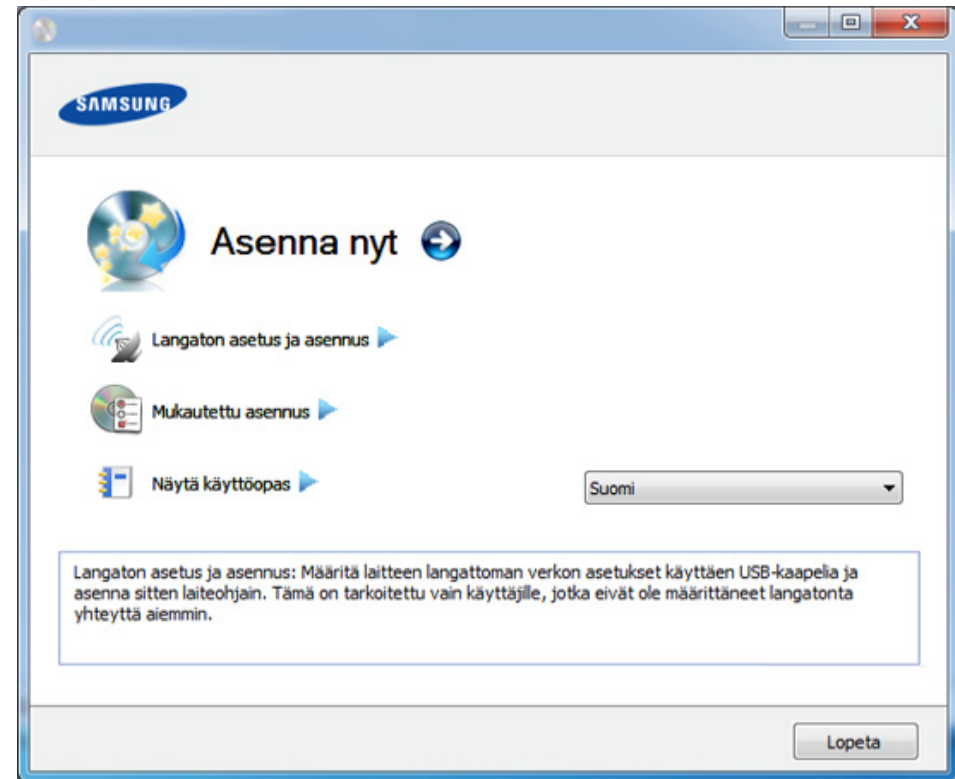 SAMSUNG
Asenna nyt
Langaton asetus ja asennus
Mukautettu asennus
Näytä käyttöopas
Suomi
Langaton asetus ja asennus: Määritä laitteen langattoman verkon asetukset käyttäen USB-kaapelia ja
asenna sitten laiteohjain. Tämä on tarkoitettu vain käyttäjille, jotka eivät ole määrittäneet langatonta
yhteyttä aiemmin.
Lopeta